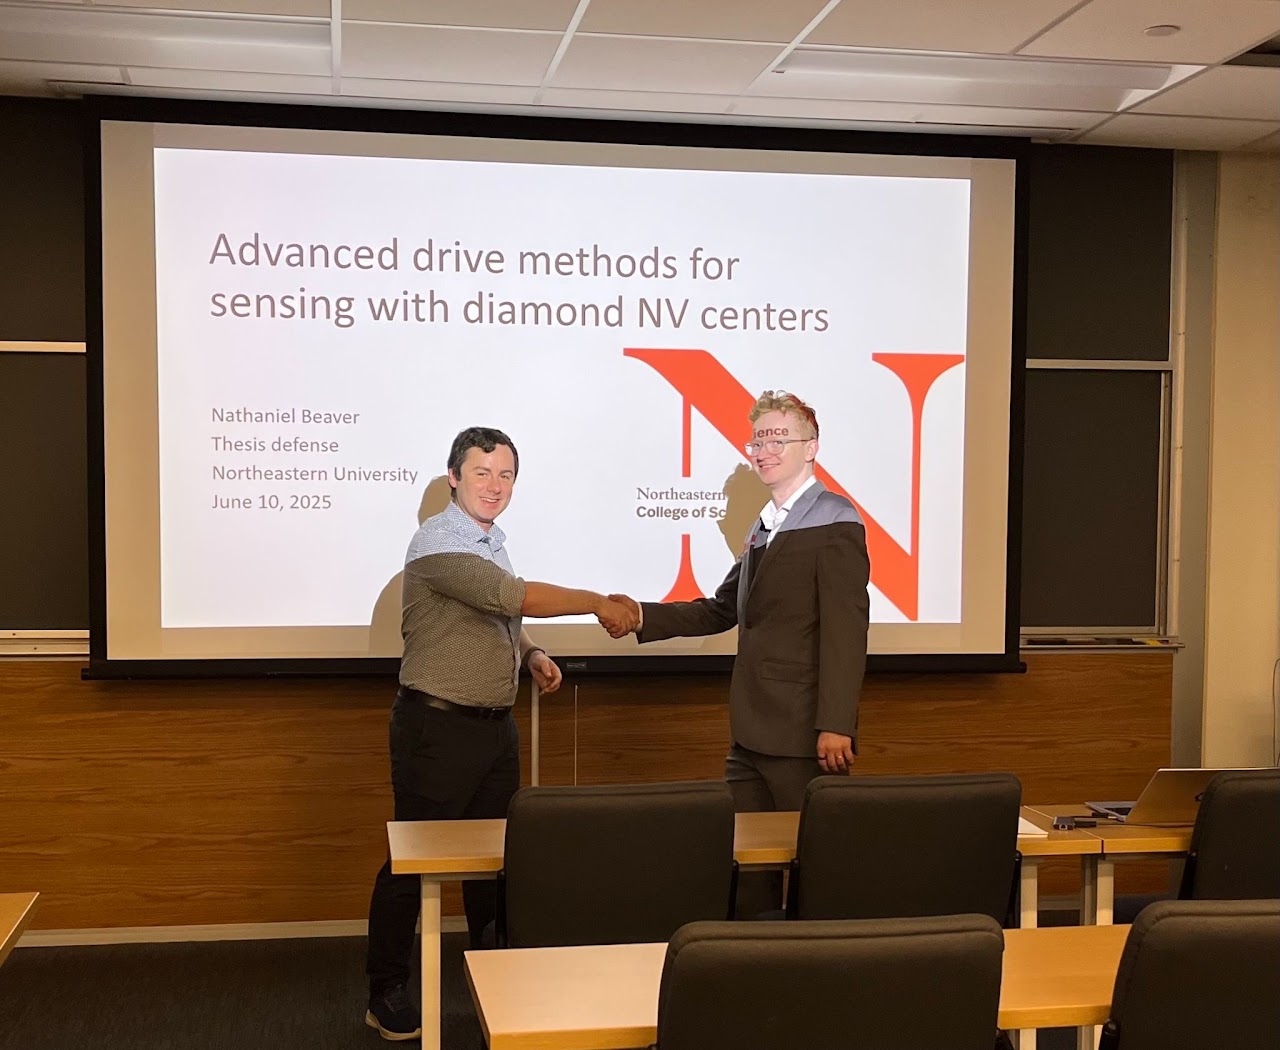 Advanced drive methods for
sensing with diamond NV centers
Nathaniel Beaver
Thesis defense
Northeastern University
June 10, 2025
N
Northeastern
College of Sc
ience